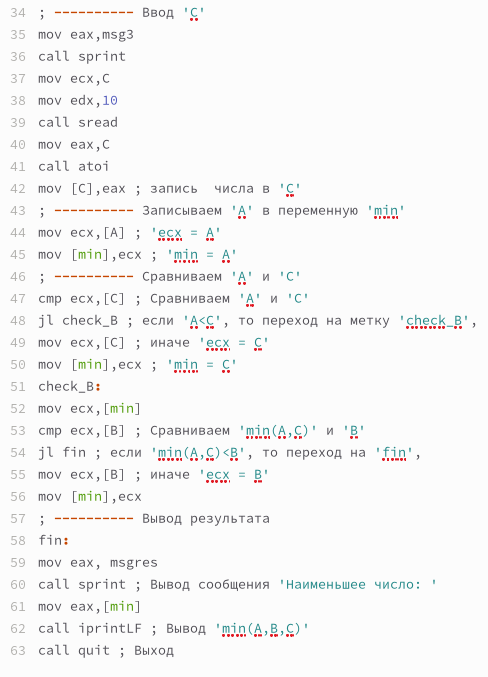 34 ; ---------- Ввод 'C'
35 mov eax,msg3
36 call sprint
37 mov ecx,C
38 mov edx,10
39 call sread
40 mov eax,C
41 call atoi
42 mov [C],eax ; запись  числа в 'C'
43 ; ---------- Записываем 'A' в переменную 'min'
44 mov ecx,[A] ; 'ecx = A'
45 mov [min],ecx ; 'min = A'
46 ; ---------- Сравниваем 'A' и 'C'
47 cmp ecx,[C] ; Сравниваем 'A' и 'C'
48 jl check_B ; если 'A<C', то переход на метку 'check_B',
49 mov ecx,[C] ; иначе 'ecx = C'
50 mov [min],ecx ; 'min = C'
51 check_B:
52 mov ecx,[min]
53 cmp ecx,[B] ; Сравниваем 'min(A,C)' и 'B'
54 jl fin ; если 'min(A,C)<B', то переход на 'fin',
55 mov ecx,[B] ; иначе 'ecx = B'
56 mov [min],ecx
57 ; ---------- Вывод результата
58 fin:
59 mov eax, msgres
60 call sprint ; Вывод сообщения 'Наименьшее число: '
61 mov eax,[min]
62 call iprintLF ; Вывод 'min(A,B,C)'
63 call quit ; Выход